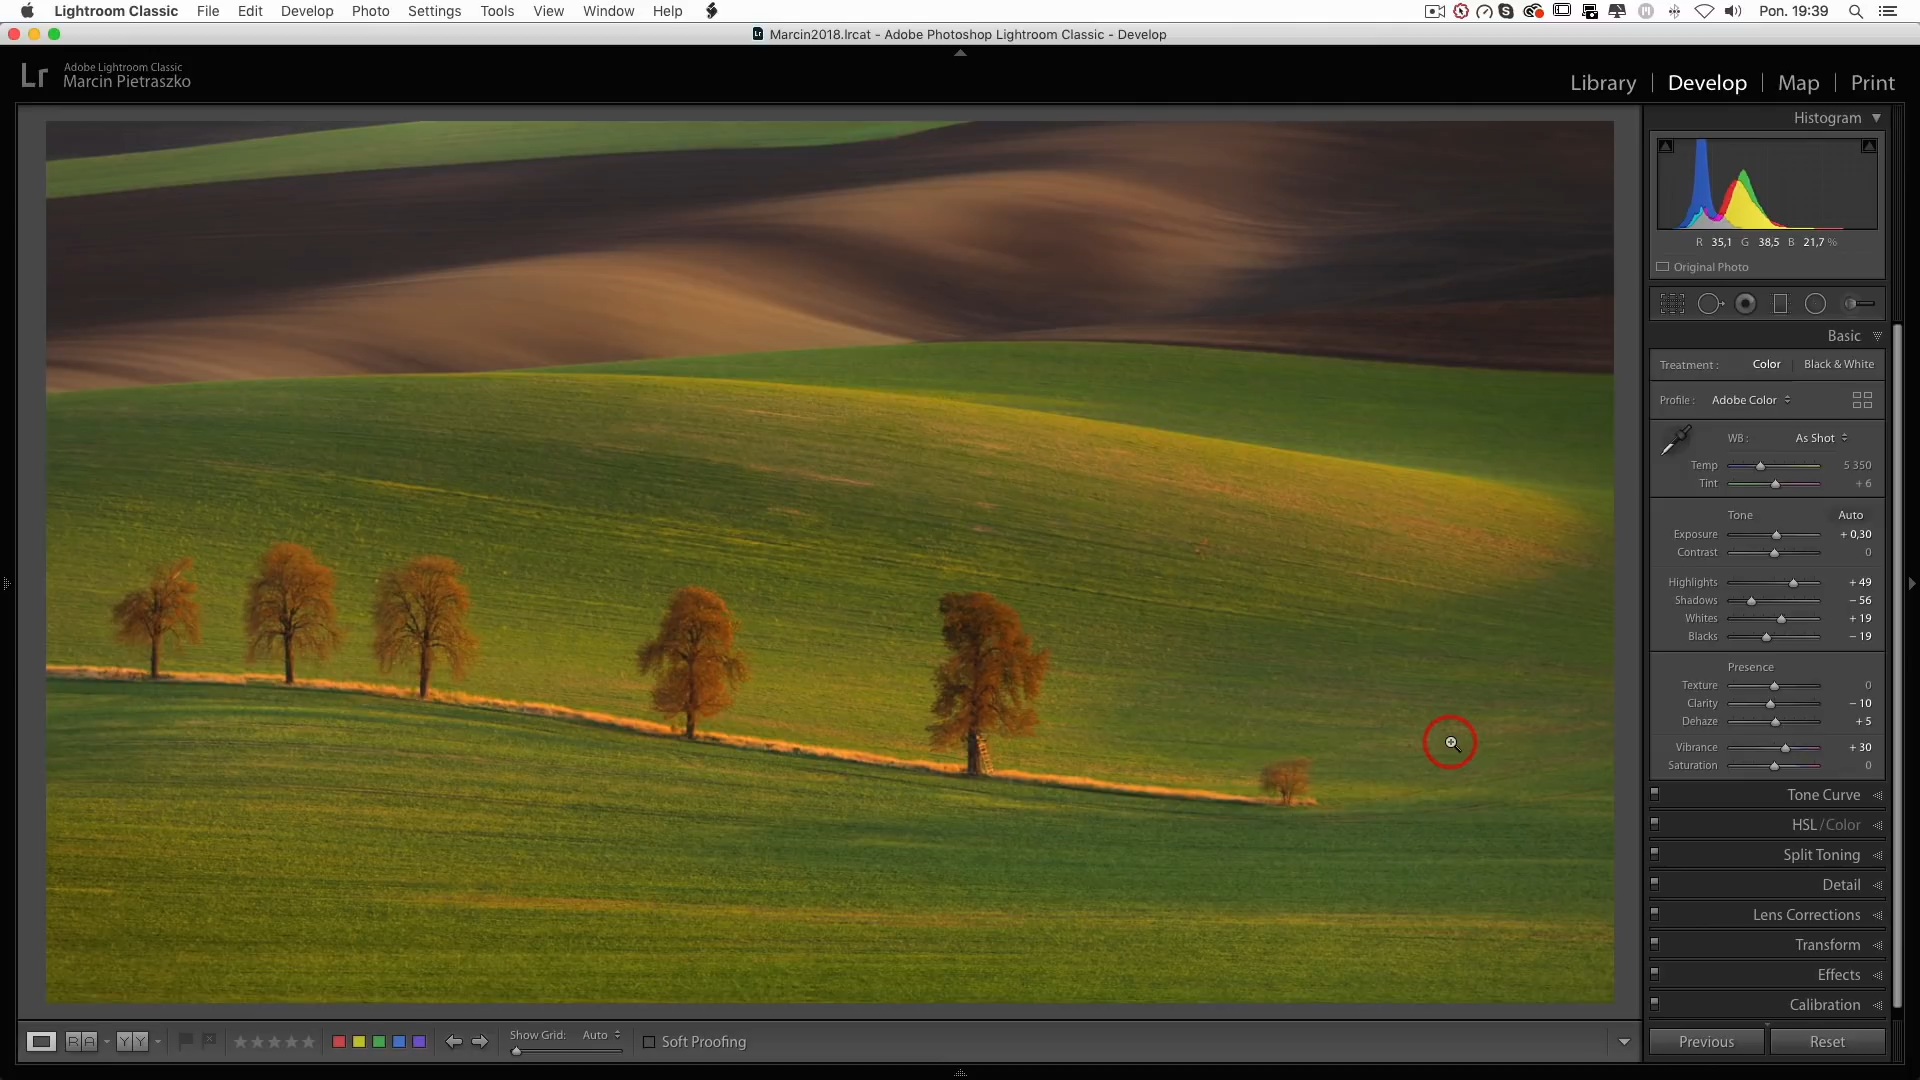 Lightroom Classic File Edit Develop Photo Settings Tools View Window Help Pon. 19:39
Lr Marcin2018.lrcat - Adobe Photoshop Lightroom Classic - Develop
Lr Adobe Lightroom Classic
Marcin Pietraszko
Library | Develop | Map | Print
Histogram
R 35,1 G 38,5 B 21,7 %
Original Photo
Basic
Treatment : Color Black & White
Profile : Adobe Color
WB : As Shot
Temp 5 350
Tint + 6
Tone Auto
Exposure + 0,30
Contrast 0
Highlights + 49
Shadows − 56
Whites + 19
Blacks − 19
Presence
Texture 0
Clarity − 10
Dehaze + 5
Vibrance + 30
Saturation 0
Tone Curve
HSL / Color
Split Toning
Detail
Lens Corrections
Transform
Effects
Calibration
R A Y Y Show Grid: Auto Soft Proofing
Previous Reset